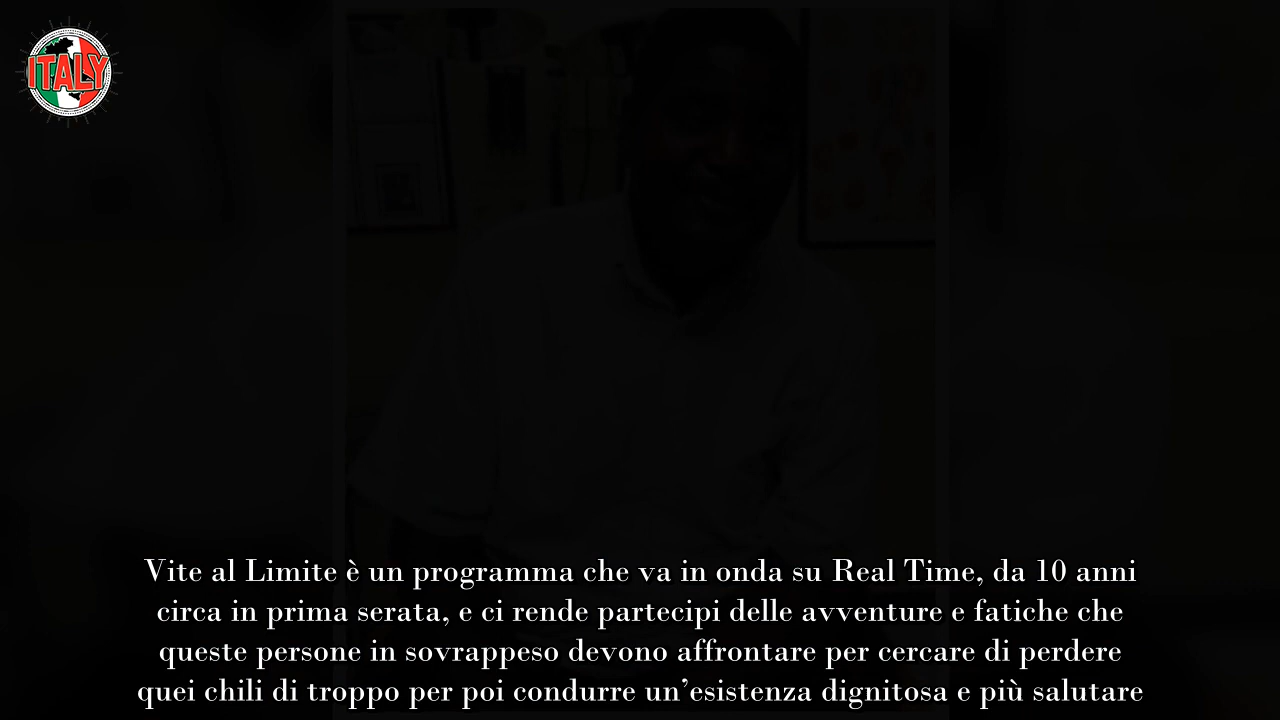 ITALY
Vite al Limite è un programma che va in onda su Real Time, da 10 anni
circa in prima serata, e ci rende partecipi delle avventure e fatiche che
queste persone in sovrappeso devono affrontare per cercare di perdere
quei chili di troppo per poi condurre un’esistenza dignitosa e più salutare